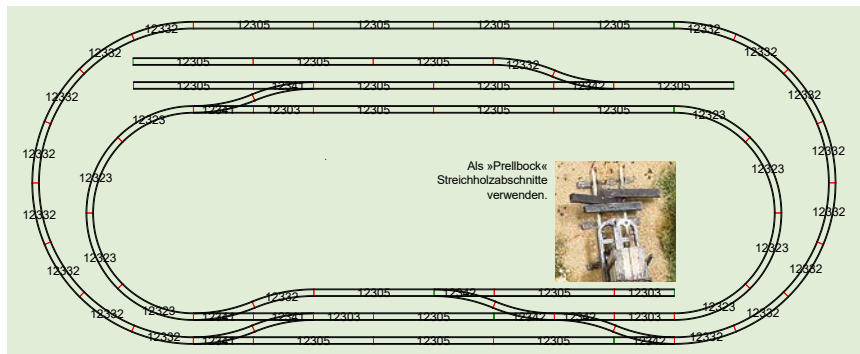 12332 12305 12305 12305 12305 12332
12332 12332
12305 12305 12305 12332
12332 12305 12341 12305 12305 12342 12305 12332
12341 12303 12305 12305 12305
12323 12323
12332 12332
Als »Prellbock«
12323 12323
Streichholzabschnitte
verwenden.
12332 12332
12323 12323
12332 12332
12332 12305 12342 12305 12303
12323 12323
12332 12341 12341 12303 12305 12342 12342 12305 12332
12332 12341 12305 12305 12305 12342 12332